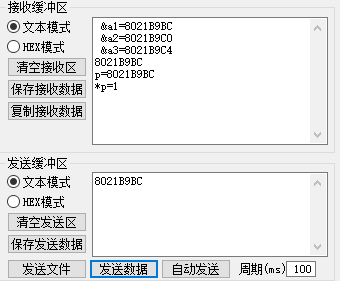 接收缓冲区
文本模式
HEX模式
清空接收区
保存接收数据
复制接收数据
&a1=8021B9BC
&a2=8021B9C0
&a3=8021B9C4
8021B9BC
p=8021B9BC
*p=1
发送缓冲区
文本模式
HEX模式
清空发送区
保存发送数据
8021B9BC
发送文件 发送数据 自动发送 周期(ms) 100